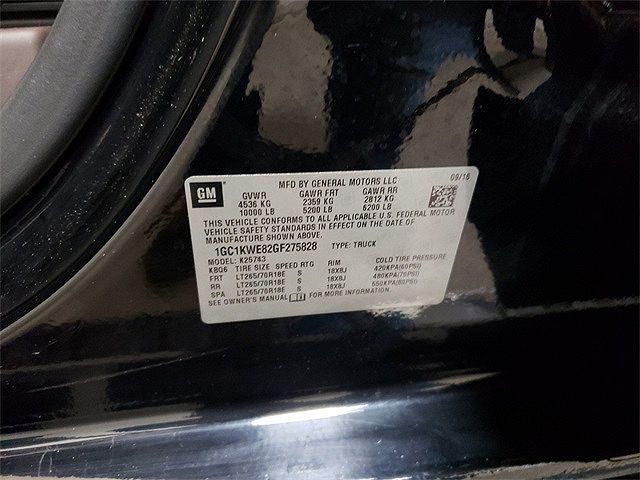 GM
MFD BY GENERAL MOTORS LLC 09/16
GVWR GAWR FRT GAWR RR
4536 KG 2359 KG 2812 KG
10000 LB 5200 LB 6200 LB
THIS VEHICLE CONFORMS TO ALL APPLICABLE U.S. FEDERAL MOTOR
VEHICLE SAFETY STANDARDS IN EFFECT ON THE DATE OF
MANUFACTURE SHOWN ABOVE.
1GC1KWE82GF275828 TYPE: TRUCK
MODEL: K25743
KBG6 TIRE SIZE SPEED RTG RIM COLD TIRE PRESSURE
FRT LT265/70R18E S 18X8J 420KPA(60PSI)
RR LT265/70R18E S 18X8J 480KPA(70PSI)
SPA LT265/70R18E S 18X8J 550KPA(80PSI)
SEE OWNER'S MANUAL FOR MORE INFORMATION.